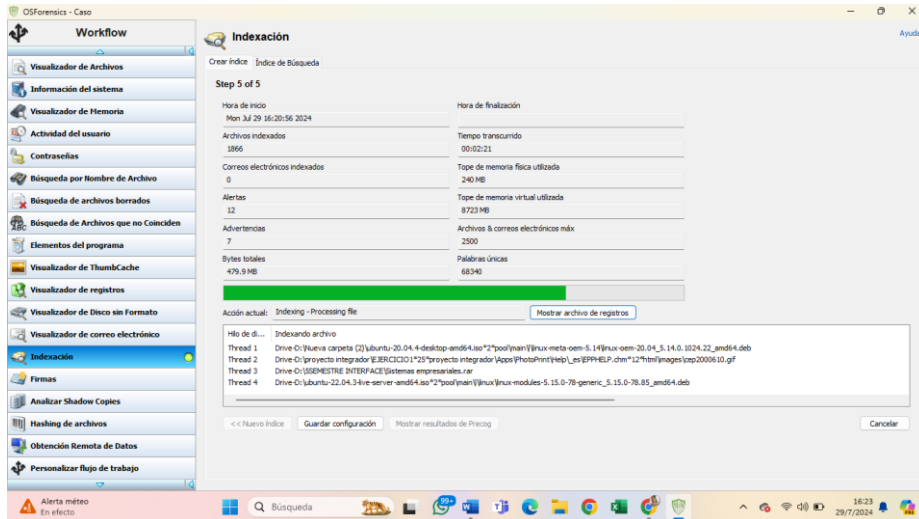 OSForensics - Caso
Workflow
Visualizador de Archivos
Información del sistema
Visualizador de Memoria
Actividad del usuario
Contraseñas
Búsqueda por Nombre de Archivo
Búsqueda de archivos borrados
Búsqueda de Archivos que no Coinciden
Elementos del programa
Visualizador de ThumbCache
Visualizador de registros
Visualizador de Disco sin Formato
Visualizador de correo electrónico
Indexación
Firmas
Analizar Shadow Copies
Hashing de archivos
Obtención Remota de Datos
Personalizar flujo de trabajo
Indexación
Ayuda
Crear índice Índice de Búsqueda
Step 5 of 5
Hora de inicio Hora de finalización
Mon Jul 29 16:20:56 2024
Archivos indexados Tiempo transcurrido
1866 00:02:21
Correos electrónicos indexados Tope de memoria física utilizada
0 240 MB
Alertas Tope de memoria virtual utilizada
12 8723 MB
Advertencias Archivos & correos electrónicos máx
7 2500
Bytes totales Palabras únicas
479.9 MB 68340
Acción actual: Indexing - Processing file Mostrar archivo de registros
Hilo de di... Indexando archivo
Thread 1 Drive-D:\Nueva carpeta (2)\ubuntu-20.04.4-desktop-amd64.iso*2*pool\main\l\linux-meta-oem-5.14\linux-oem-20.04_5.14.0.1024.22_amd64.deb
Thread 2 Drive-D:\proyecto integrador\EJERCICIO1*25*proyecto integrador\Apps\PhotoPrint\Help\_es\EPPHELP.chm*12*html\images\cep2000610.gif
Thread 3 Drive-D:\5SEMESTRE INTERFACE\Sistemas empresariales.rar
Thread 4 Drive-D:\ubuntu-22.04.3-live-server-amd64.iso*2*pool\main\l\linux\linux-modules-5.15.0-78-generic_5.15.0-78.85_amd64.deb
<< Nuevo índice Guardar configuración Mostrar resultados de Precog Cancelar
Alerta méteo
En efecto
Búsqueda
99+
16:23
29/7/2024